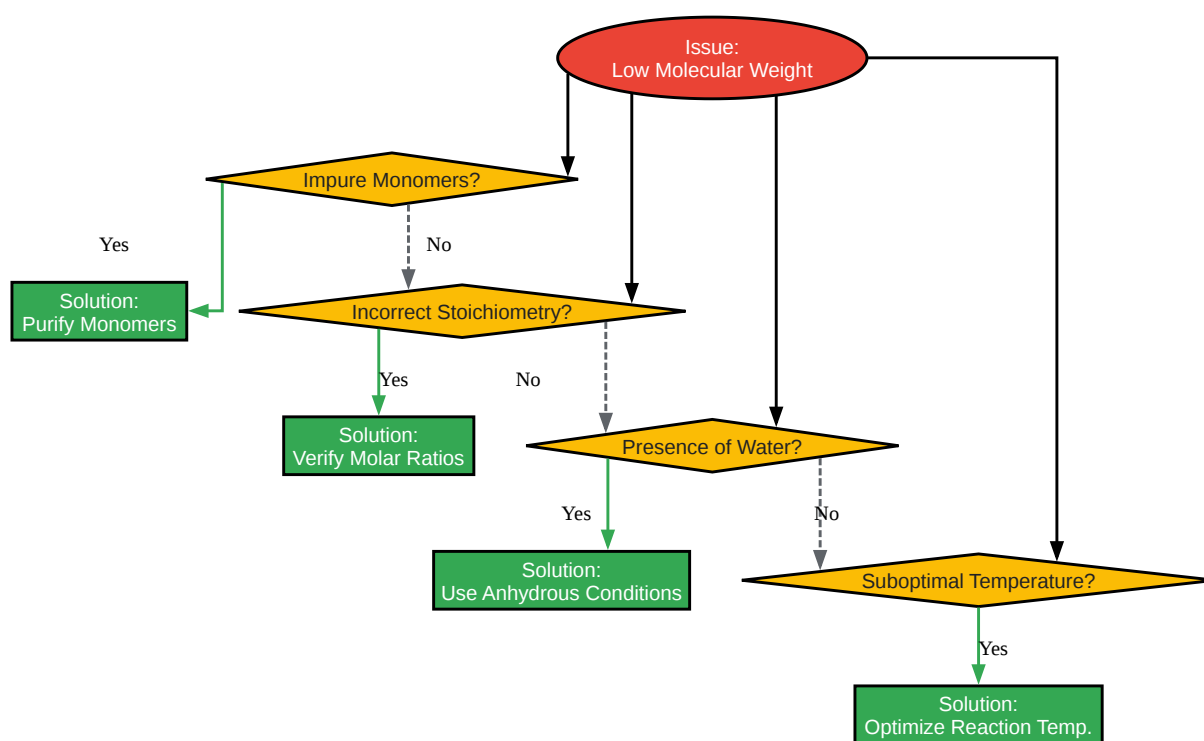 Issue:
Low Molecular Weight
Impure Monomers?
Yes
No
Solution:
Purify Monomers
Incorrect Stoichiometry?
Yes
No
Solution:
Verify Molar Ratios
Presence of Water?
Yes
No
Solution:
Use Anhydrous Conditions
Suboptimal Temperature?
Yes
Solution:
Optimize Reaction Temp.